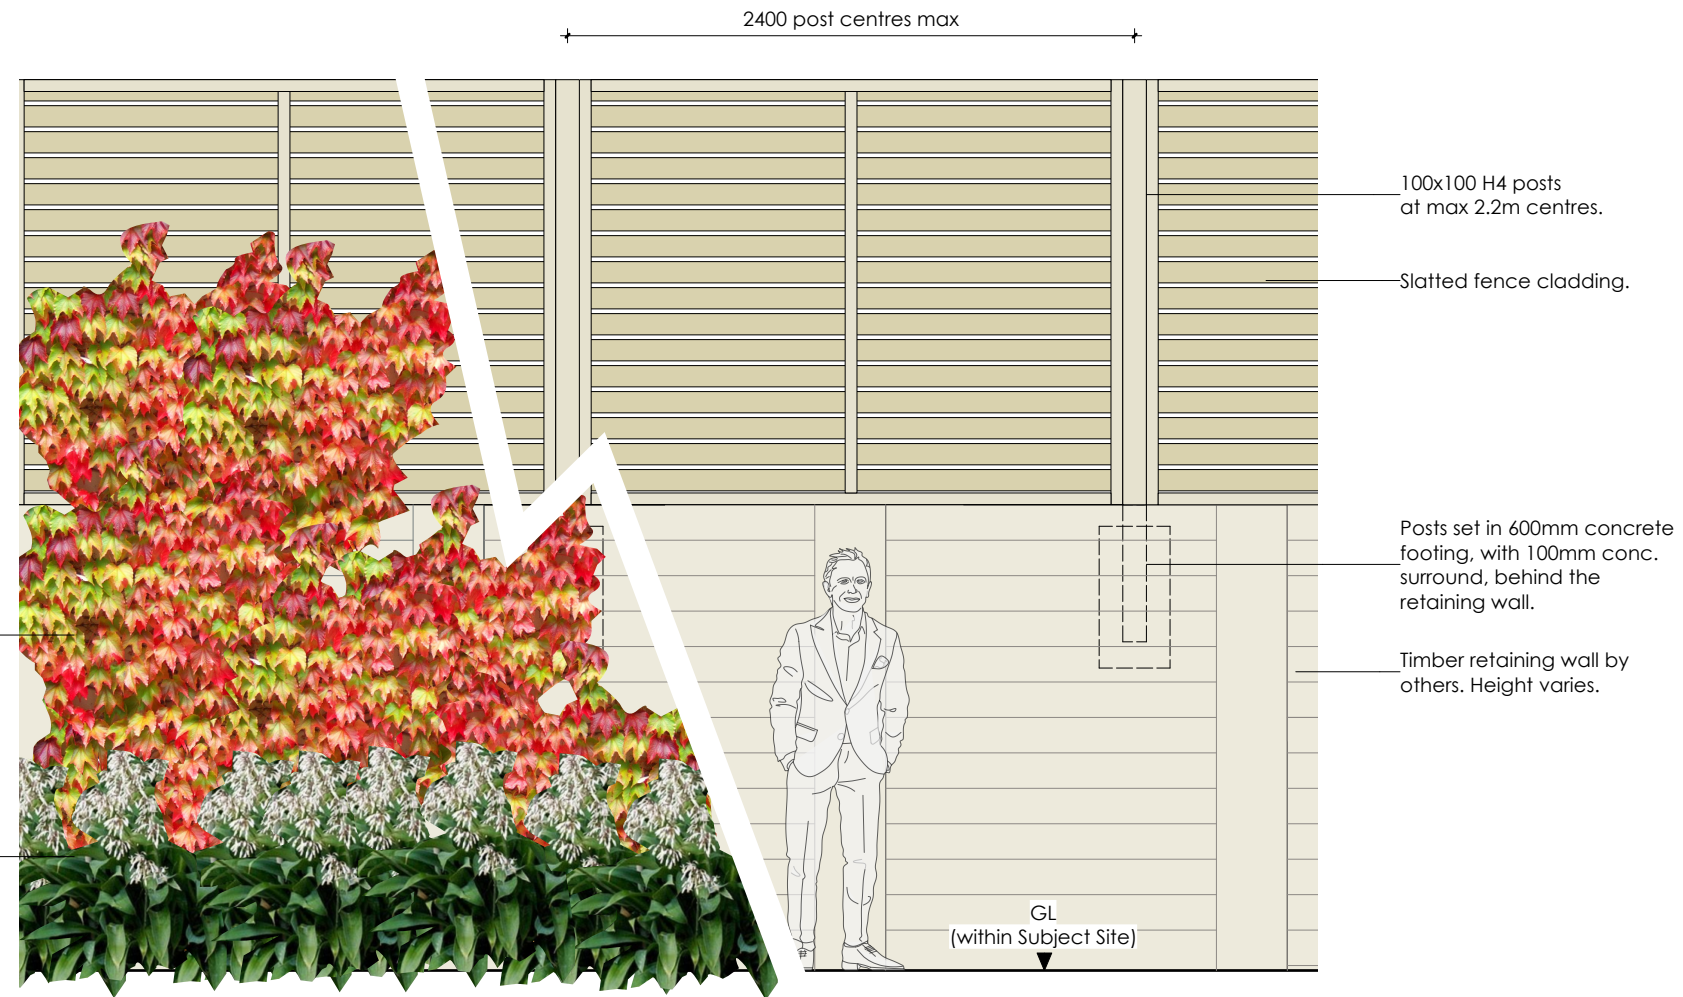 2400 post centres max
100x100 H4 posts
at max 2.2m centres.
Slatted fence cladding.
Posts set in 600mm concrete
footing, with 100mm conc.
surround, behind the
retaining wall.
Timber retaining wall by
others. Height varies.
GL
(within Subject Site)